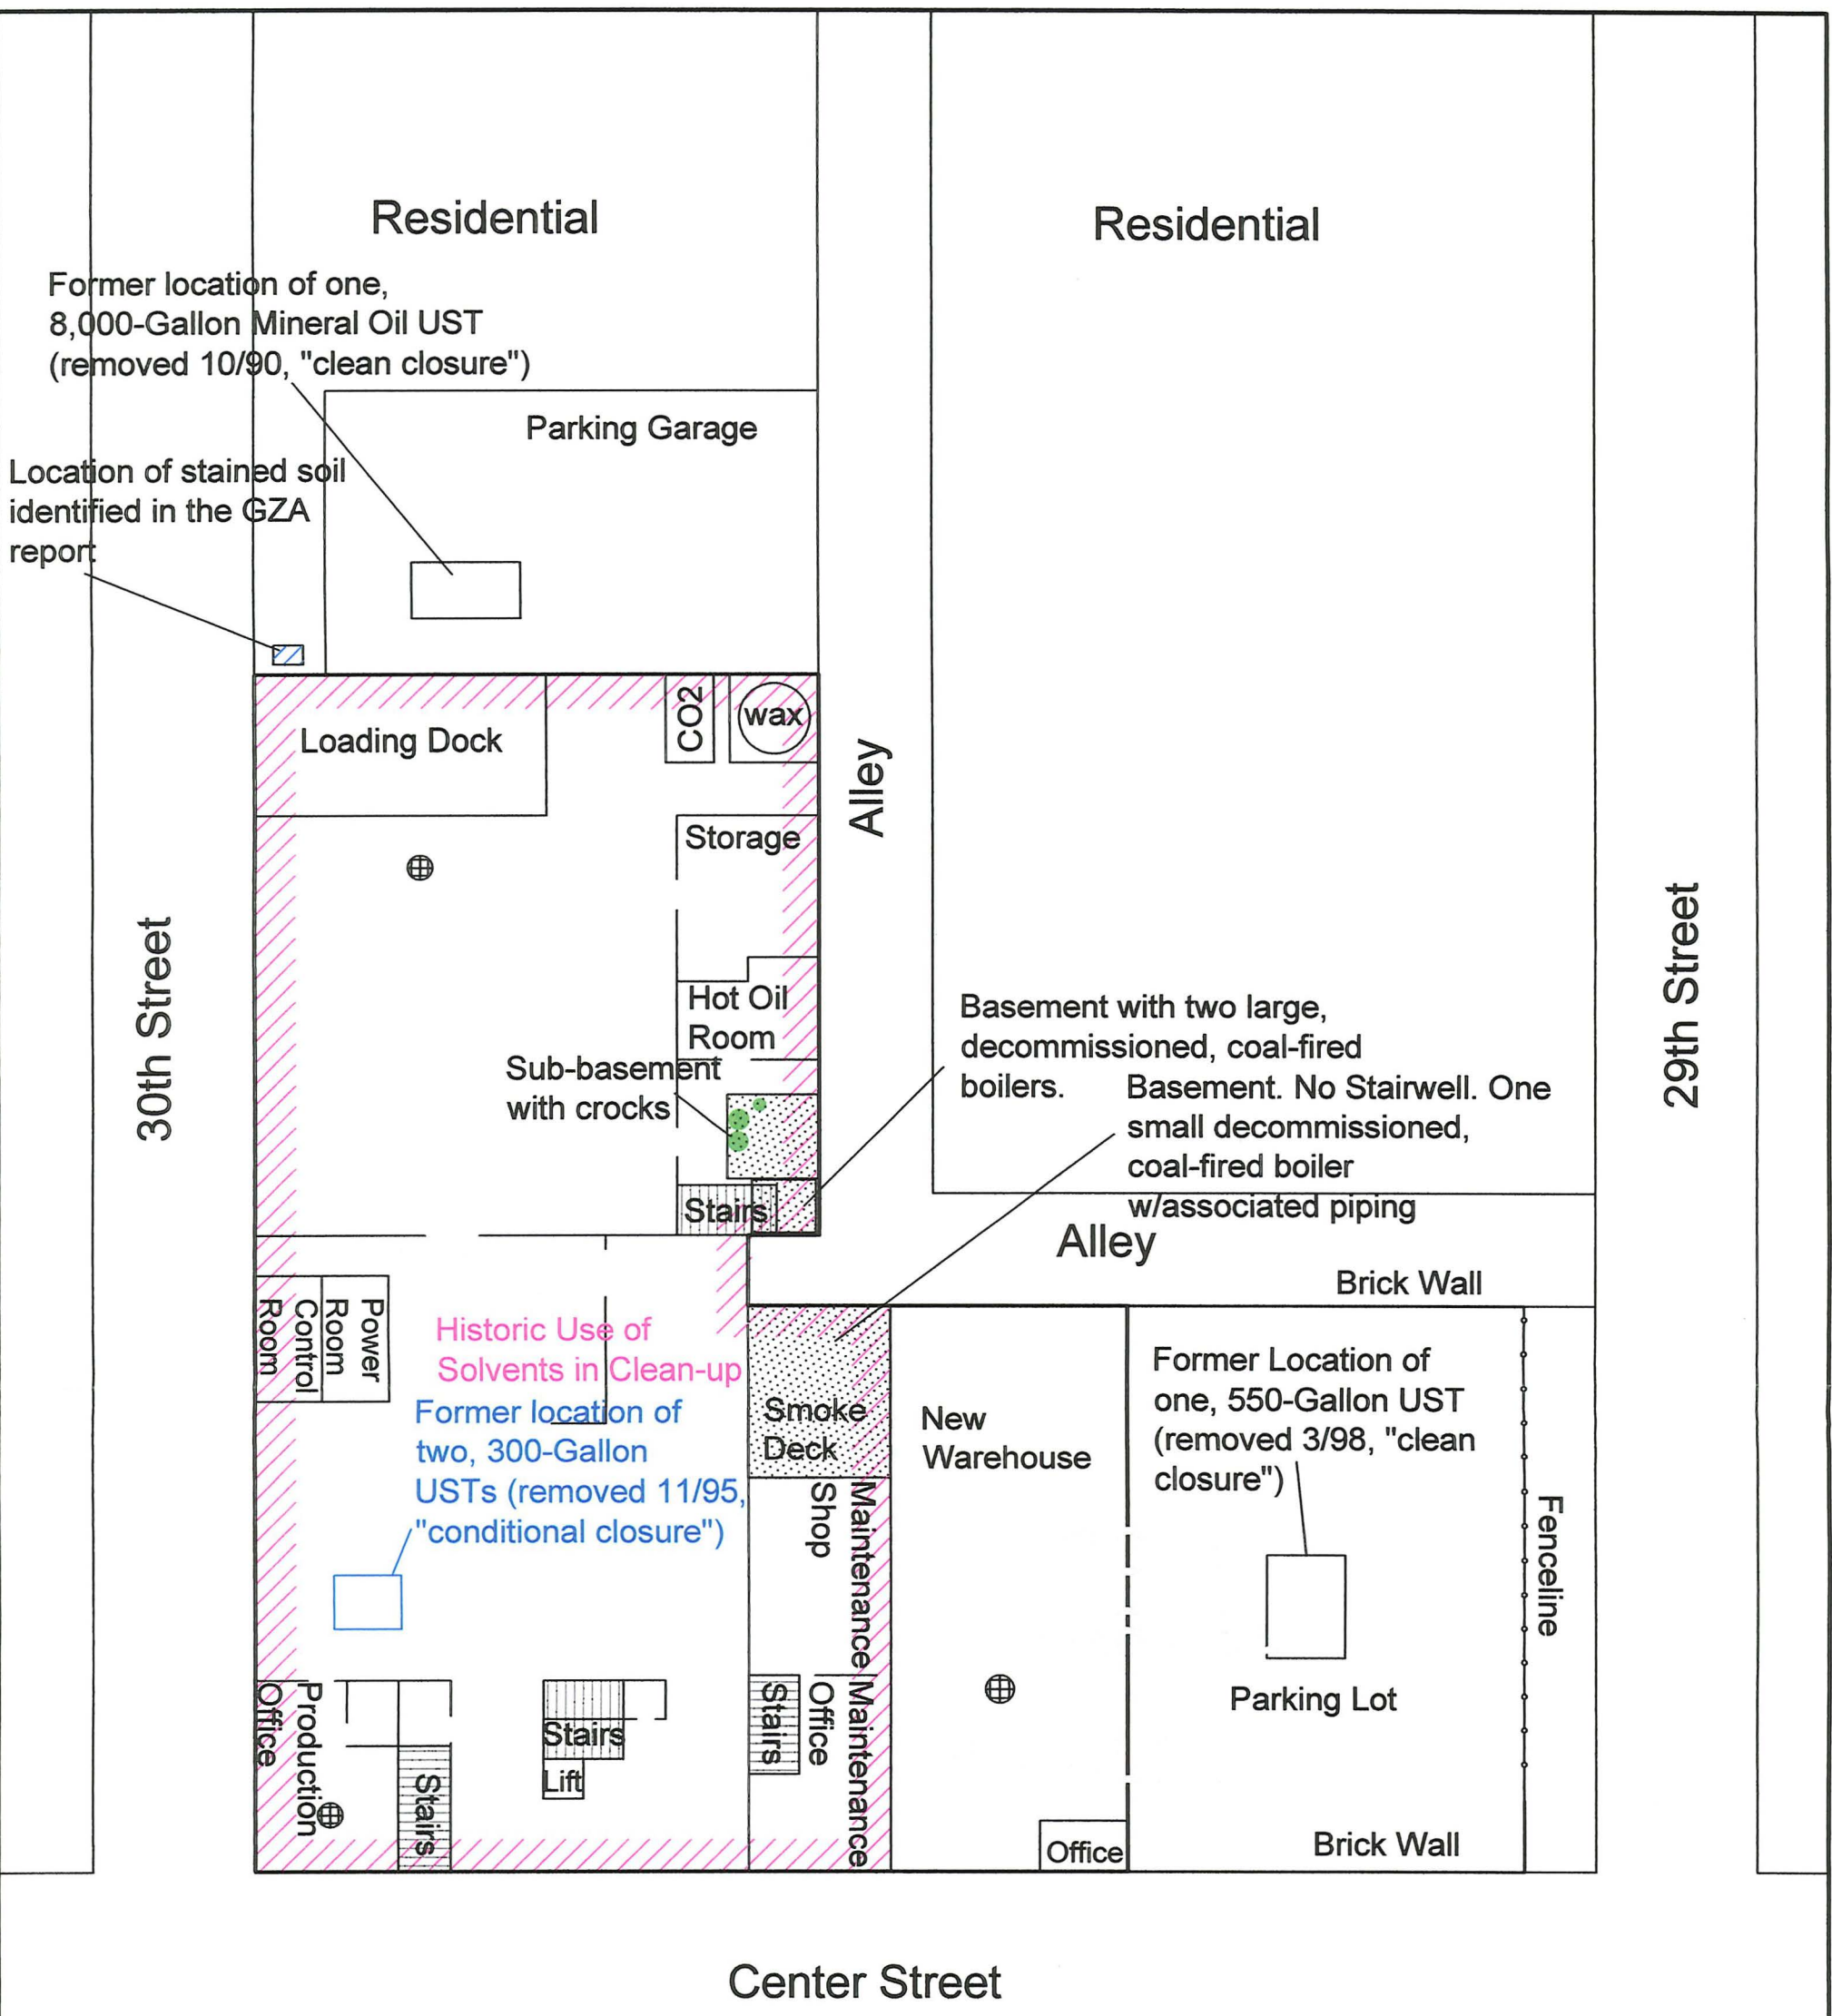 Residential
Residential
Former location of one,
8,000-Gallon Mineral Oil UST
(removed 10/90, "clean closure")
Parking Garage
Location of stained soil
identified in the GZA
report
CO2
wax
Loading Dock
Alley
Storage
30th Street
29th Street
Hot Oil
Room
Basement with two large,
decommissioned, coal-fired
boilers.
Sub-basement
with crocks
Basement. No Stairwell. One
small decommissioned,
coal-fired boiler
w/associated piping
Stairs
Alley
Brick Wall
Power
Room
Control
Room
Historic Use of
Solvents in Clean-up
Former location of
two, 300-Gallon
USTs (removed 11/95,
"conditional closure")
Smoke
Deck
New
Warehouse
Former Location of
one, 550-Gallon UST
(removed 3/98, "clean
closure")
Maintenance
Shop
Fenceline
Parking Lot
Production
Office
Stairs
Stairs
Lift
Stairs
Maintenance
Office
Office
Brick Wall
Center Street